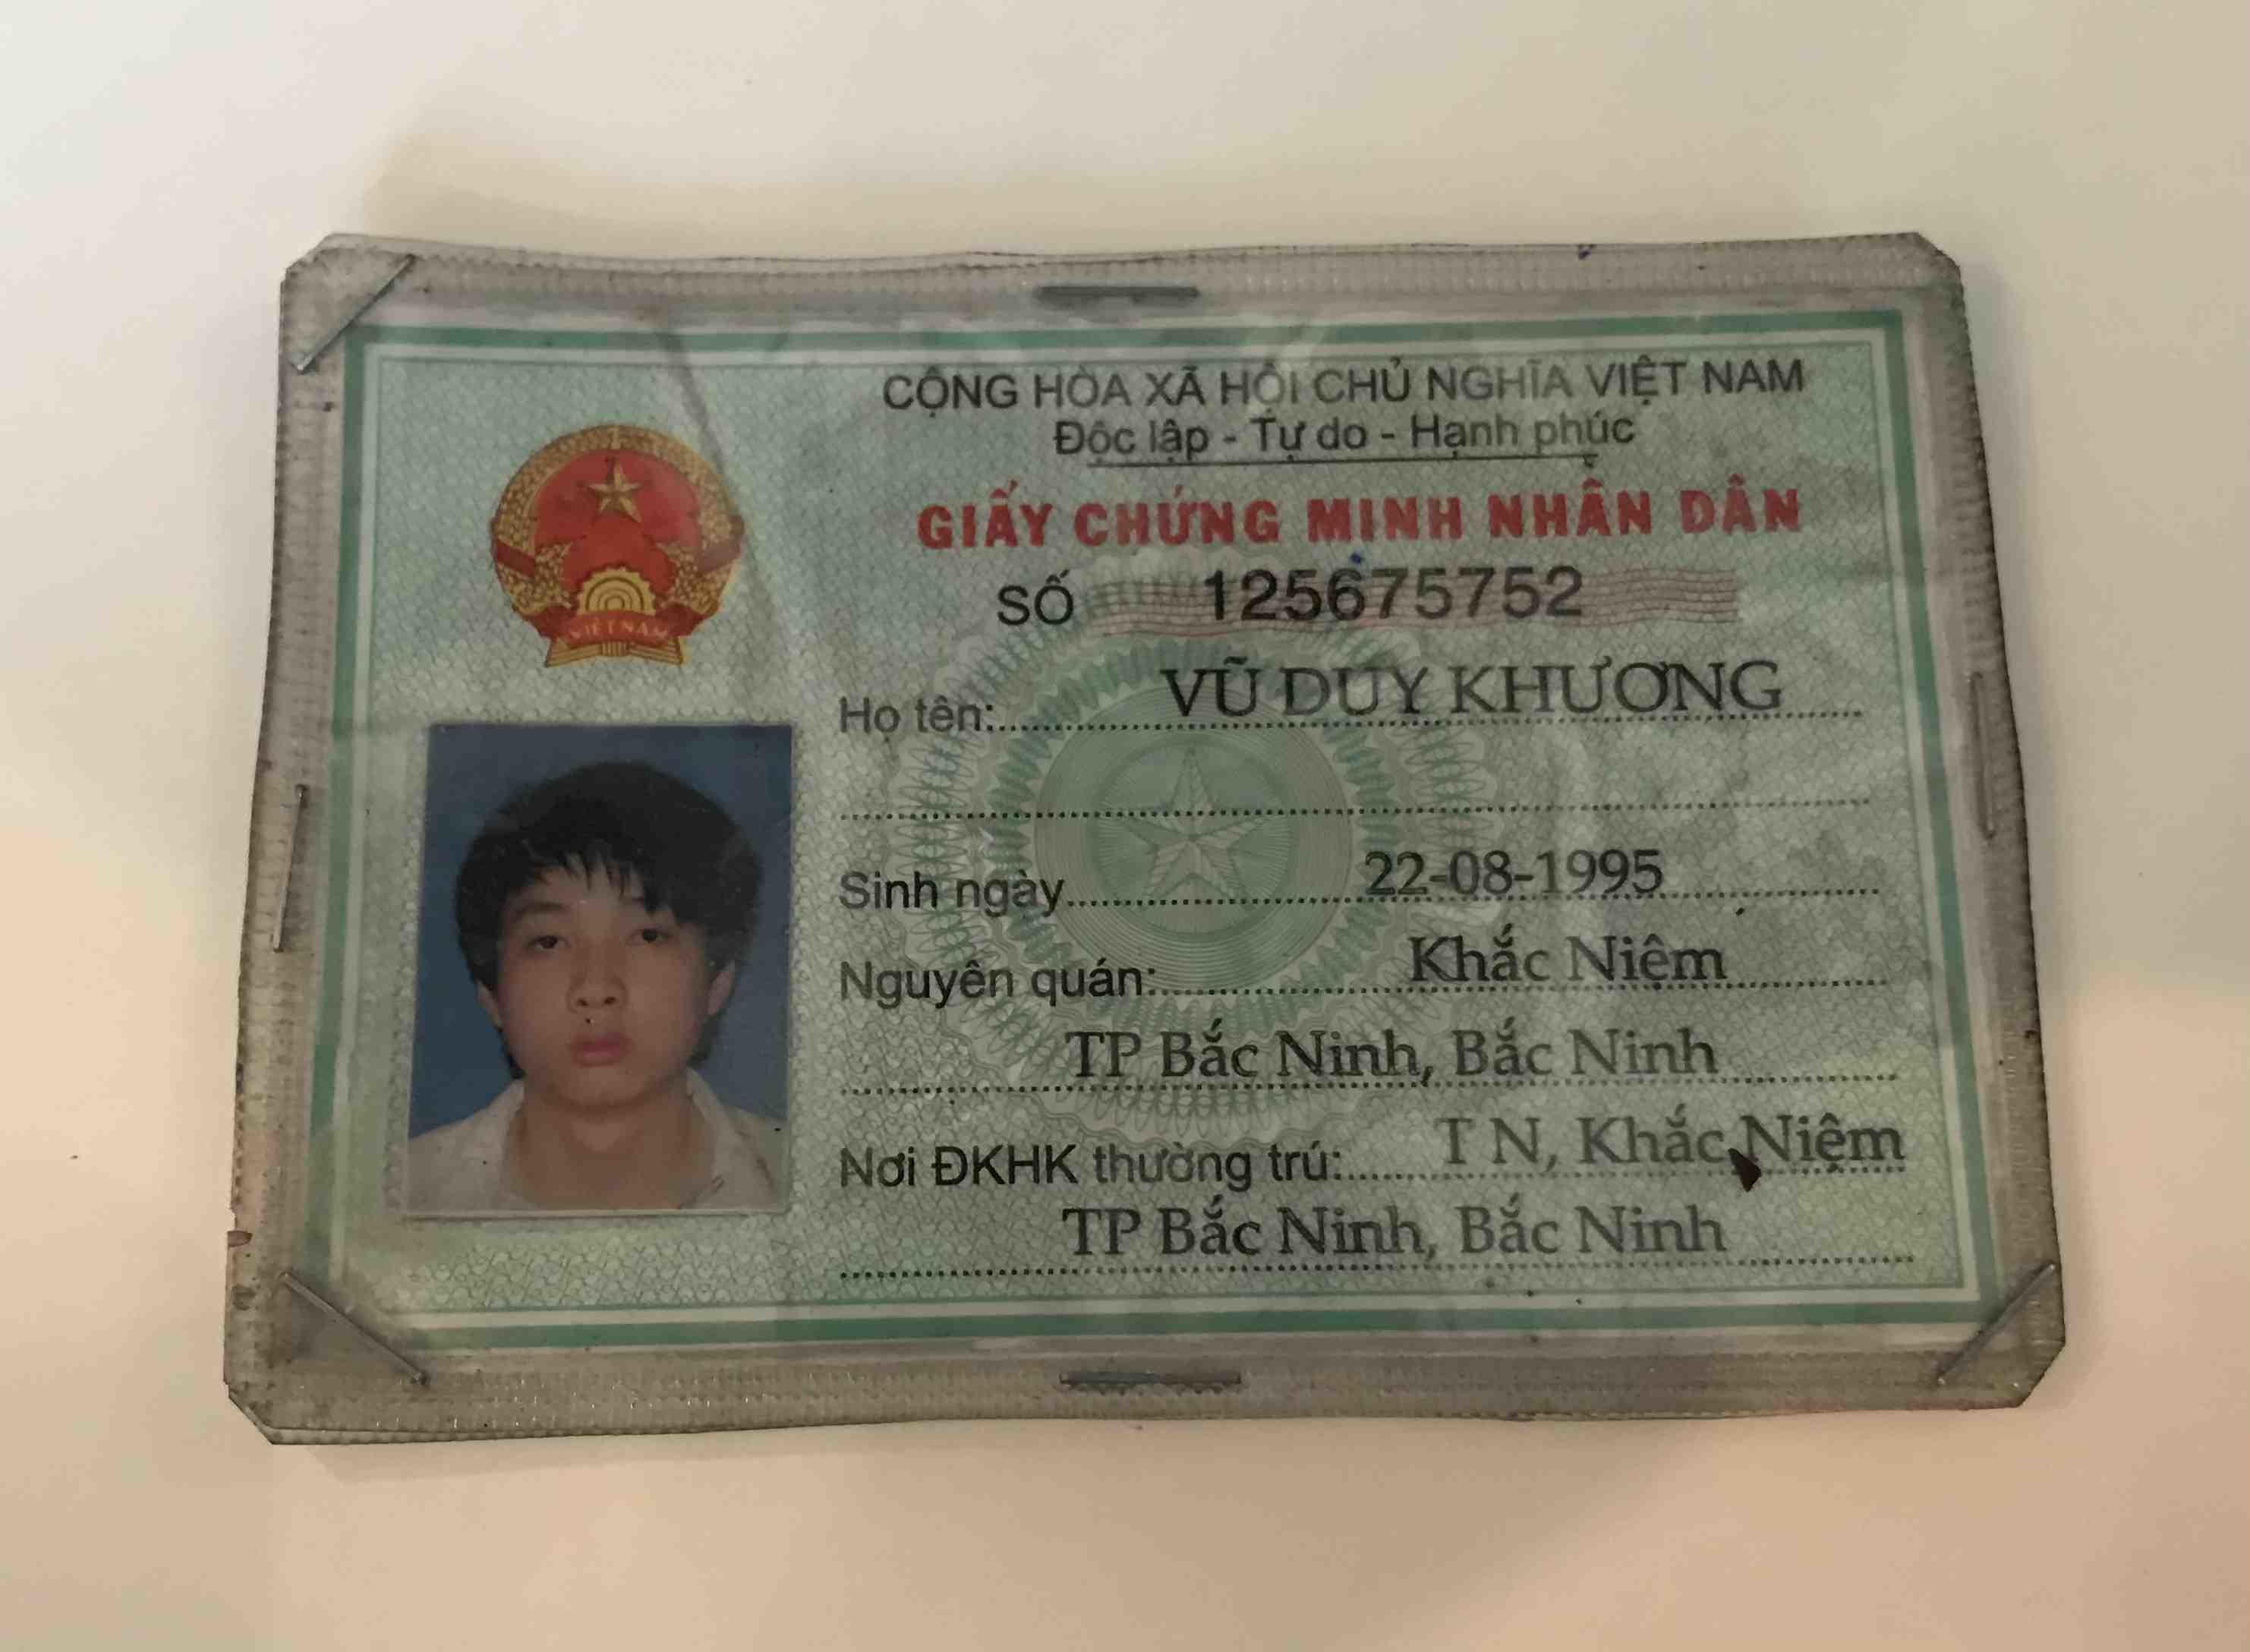 CỘNG HÒA XÃ HỘI CHỦ NGHĨA VIỆT NAM
Độc lập - Tự do - Hạnh phúc
GIẤY CHỨNG MINH NHÂN DÂN
SỐ 125675752
VIỆT NAM
Họ tên: VŨ DUY KHƯƠNG
Sinh ngày 22-08-1995
Nguyên quán: Khắc Niệm
TP Bắc Ninh, Bắc Ninh
Nơi ĐKHK thường trú: T N, Khắc Niệm
TP Bắc Ninh, Bắc Ninh